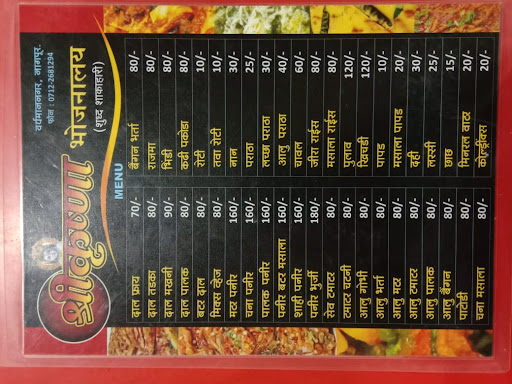 श्रीकृष्णा
भोजनालय
(शुध्द शाकाहारी)
वर्धमाननगर, नागपूर.
फोन : 0712-2681294
MENU
दाल फ्राय 70/-
दाल तडका 80/-
दाल मखनी 90/-
दाल पालक 80/-
बटर दाल 80/-
मिक्स व्हेज 80/-
मटर पनीर 160/-
चना पनीर 160/-
पालक पनीर 160/-
पनीर बटर मसाला 160/-
शाही पनीर 160/-
पनीर भुर्जी 180/-
सेव टमाटर 80/-
टमाटर चटनी 80/-
आलु गोभी 80/-
आलु भर्ता 80/-
आलु मटर 80/-
आलु टमाटर 80/-
आलु पालक 80/-
आलु बैंगन 80/-
पाटोडी 80/-
चना मसाला 80/-
बैंगन भर्ता 80/-
राजमा 80/-
भिंडी 80/-
कढी पकोडा 80/-
रोटी 10/-
तवा रोटी 10/-
नान 30/-
पराठा 25/-
लच्छा पराठा 30/-
आलु पराठा 40/-
चावल 60/-
जीरा राईस 80/-
मसाला राईस 80/-
पुलाव 120/-
खिचडी 120/-
पापड 10/-
मसाला पापड 20/-
दही 30/-
लस्सी 25/-
छाछ 15/-
मिनरल वाटर 20/-
कोल्ड्रींक्स 20/-